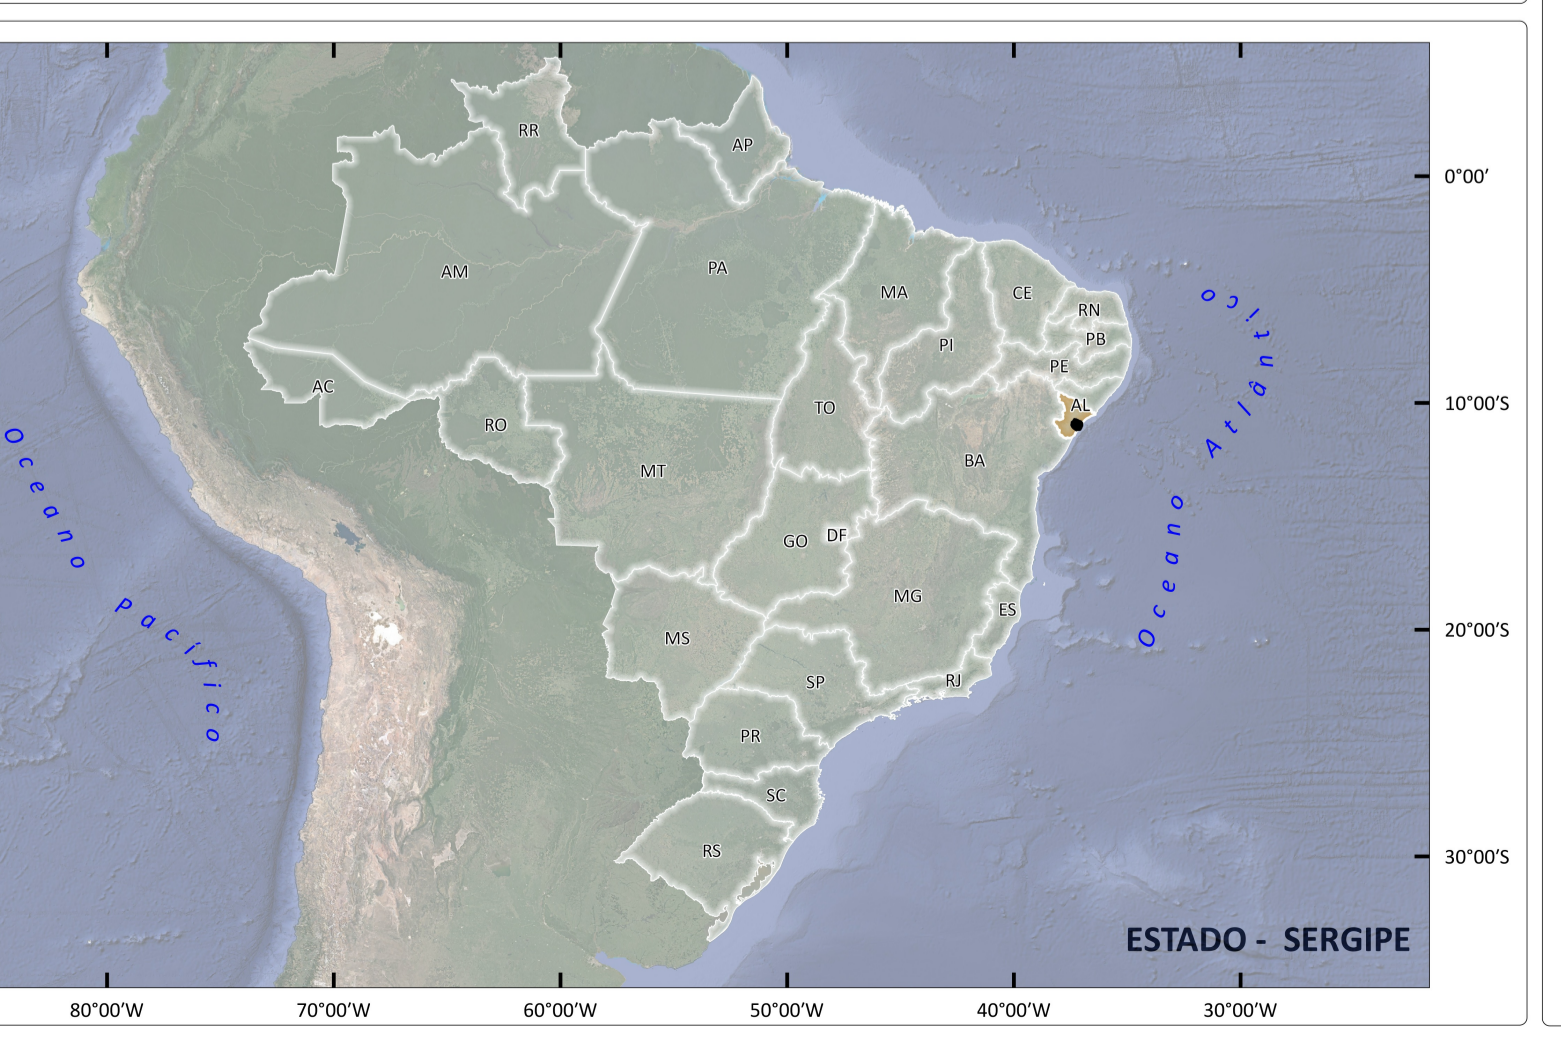 RR
AP
0°00′
AM
PA
MA
CE
RN
PB
PI
PE
AC
TO
AL
10°00′S
RO
BA
MT
GO
DF
MG
ES
MS
20°00′S
SP
RJ
PR
SC
RS
30°00′S
Oceano Pacífico
Oceano Atlântico
ESTADO - SERGIPE
80°00′W 70°00′W 60°00′W 50°00′W 40°00′W 30°00′W